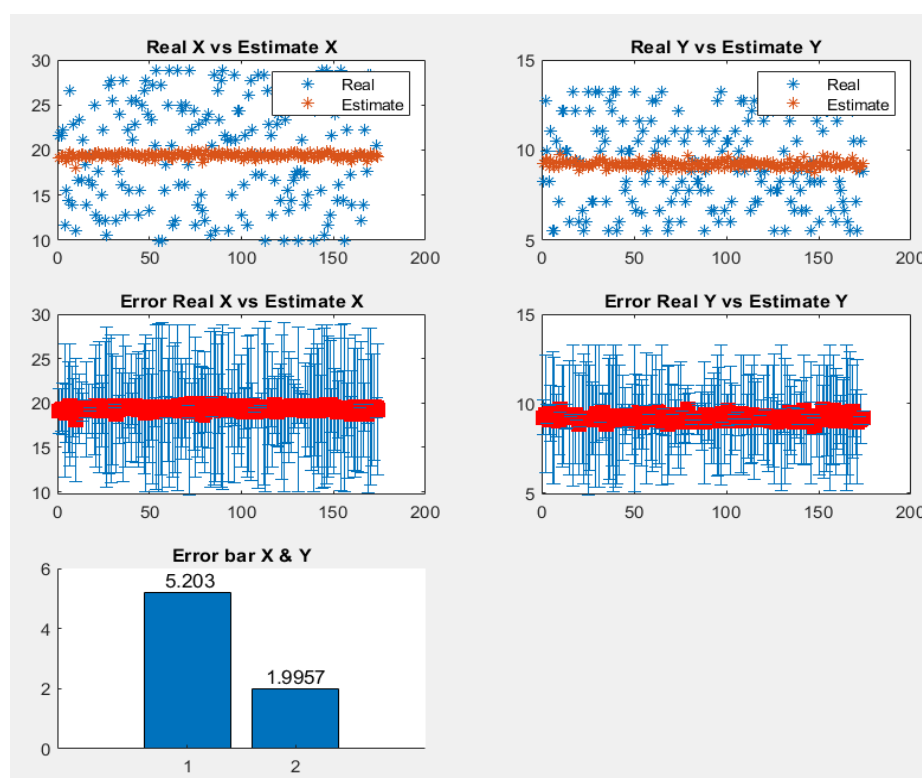 Real X vs Estimate X
30
25
20
15
10
0 50 100 150 200
Real
Estimate
Real Y vs Estimate Y
15
10
5
0 50 100 150 200
Real
Estimate
Error Real X vs Estimate X
30
25
20
15
10
0 50 100 150 200
Error Real Y vs Estimate Y
15
10
5
0 50 100 150 200
Error bar X & Y
6
4
2
0
5.203
1.9957
1 2